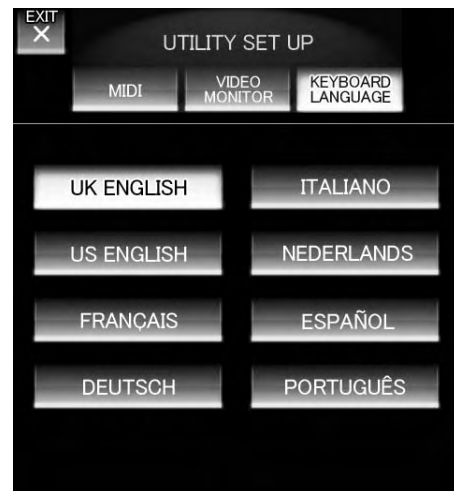 EXIT
×
UTILITY SET UP
MIDI
VIDEO
MONITOR
KEYBOARD
LANGUAGE
UK ENGLISH
ITALIANO
US ENGLISH
NEDERLANDS
FRANÇAIS
ESPAÑOL
DEUTSCH
PORTUGUÊS